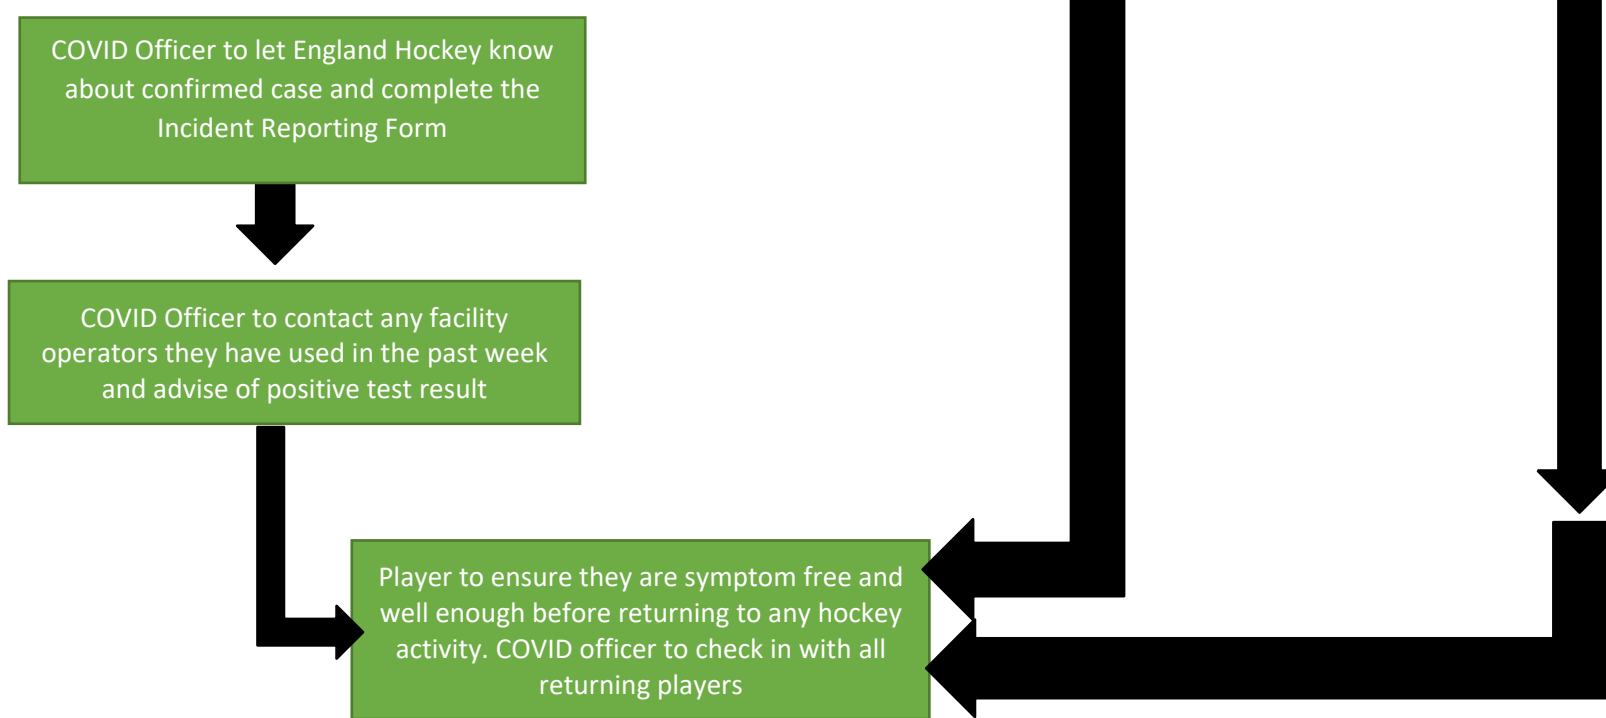 COVID Officer to let England Hockey know
about confirmed case and complete the
Incident Reporting Form
COVID Officer to contact any facility
operators they have used in the past week
and advise of positive test result
Player to ensure they are symptom free and
well enough before returning to any hockey
activity. COVID officer to check in with all
returning players